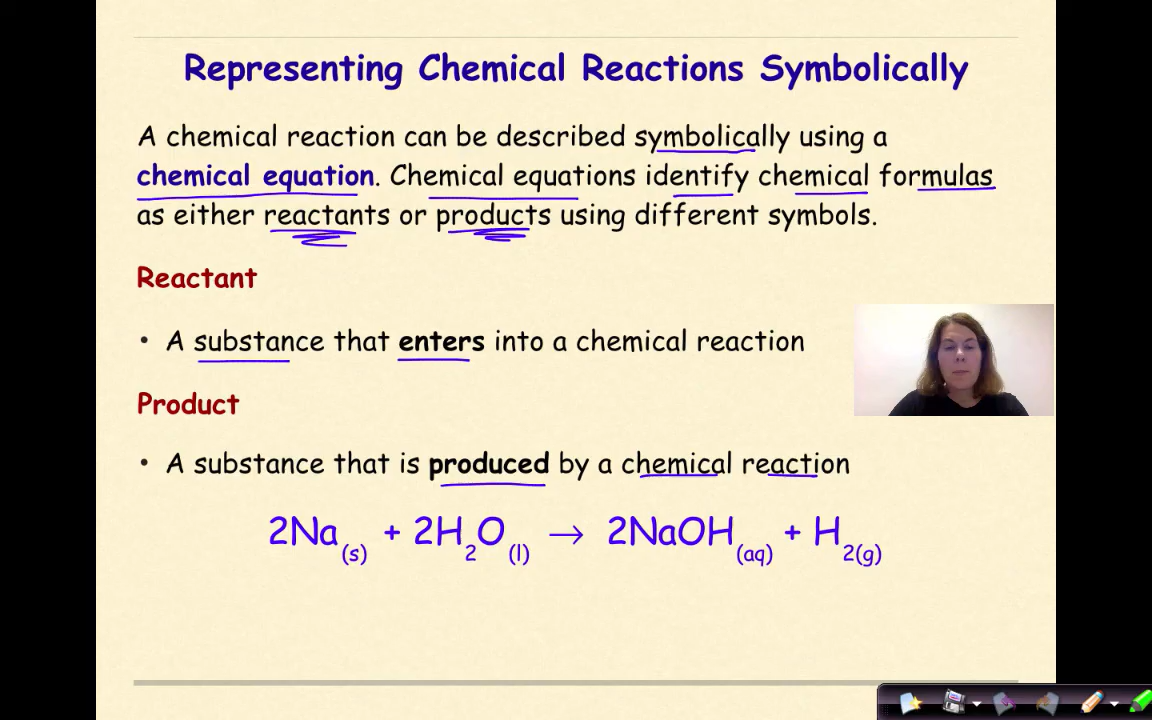 Representing Chemical Reactions Symbolically
A chemical reaction can be described symbolically using a
chemical equation. Chemical equations identify chemical formulas
as either reactants or products using different symbols.
Reactant
• A substance that enters into a chemical reaction
Product
• A substance that is produced by a chemical reaction
2Na(s) + 2H₂O(l) → 2NaOH(aq) + H₂(g)